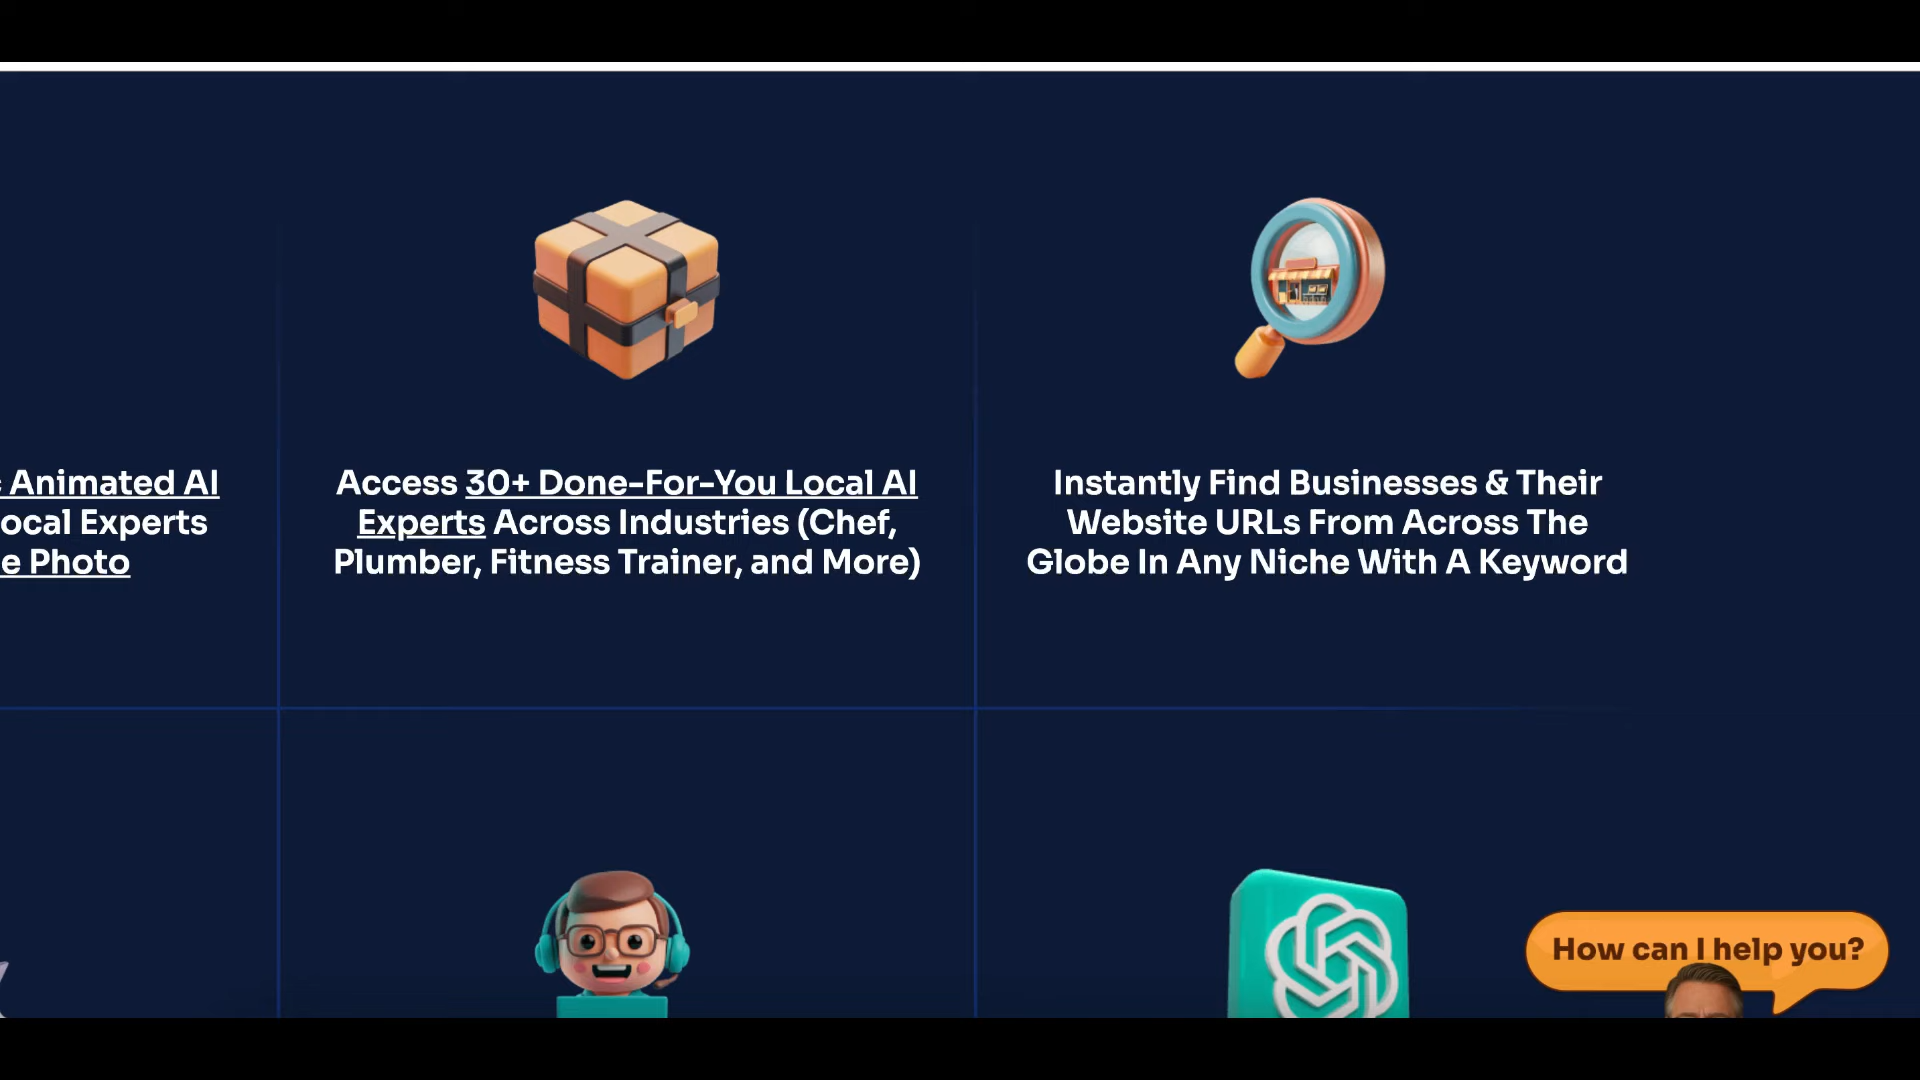 Animated AI
ocal Experts
e Photo
Access 30+ Done-For-You Local AI
Experts Across Industries (Chef,
Plumber, Fitness Trainer, and More)
Instantly Find Businesses & Their
Website URLs From Across The
Globe In Any Niche With A Keyword
How can I help you?